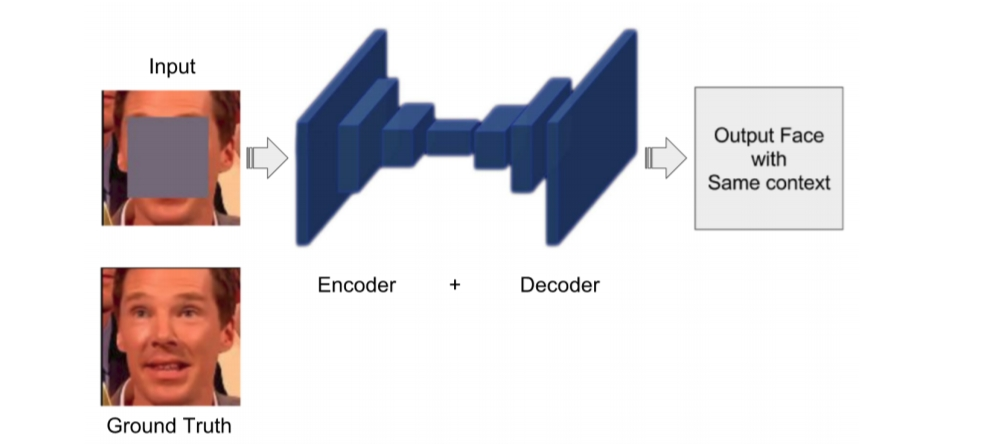 Input
Output Face
with
Same context
Encoder + Decoder
Ground Truth